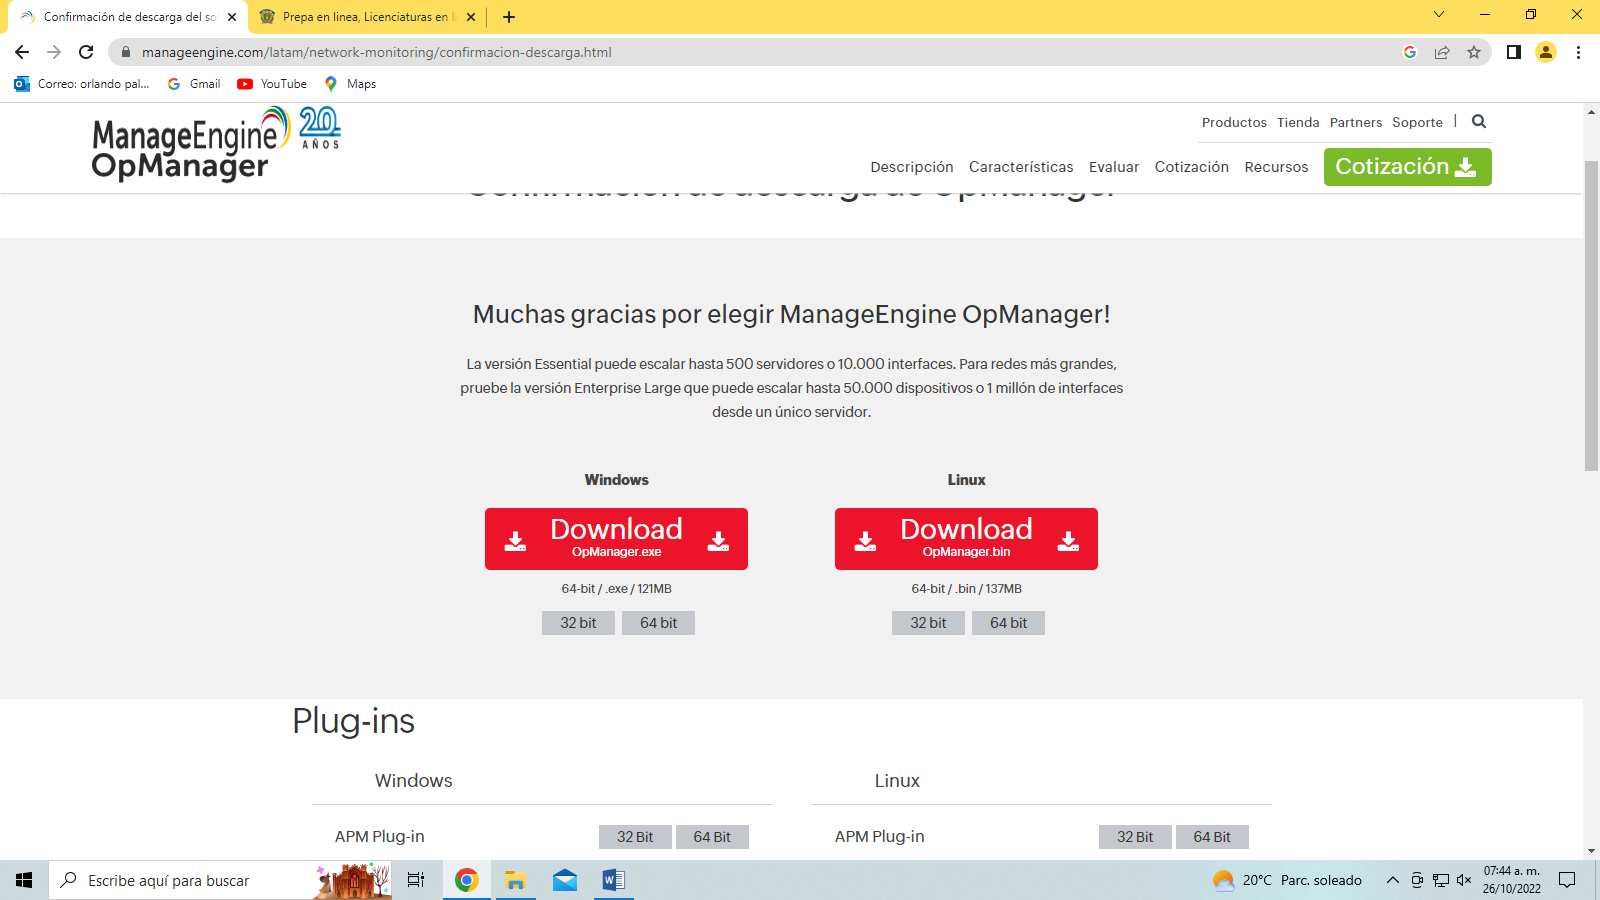 Confirmación de descarga del so
Prepa en linea, Licenciaturas en l
manageengine.com/latam/network-monitoring/confirmacion-descarga.html
Correo: orlando pal...
Gmail
YouTube
Maps
ManageEngine
OpManager
20
AÑOS
Productos
Tienda
Partners
Soporte
Descripción
Características
Evaluar
Cotización
Recursos
Cotización
Confirmación de descarga de OpManager
Muchas gracias por elegir ManageEngine OpManager!
La versión Essential puede escalar hasta 500 servidores o 10.000 interfaces. Para redes más grandes,
pruebe la versión Enterprise Large que puede escalar hasta 50.000 dispositivos o 1 millón de interfaces
desde un único servidor.
Windows
Linux
Download
OpManager.exe
Download
OpManager.bin
64-bit / .exe / 121MB
64-bit / .bin / 137MB
32 bit
64 bit
32 bit
64 bit
Plug-ins
Windows
Linux
APM Plug-in
32 Bit
64 Bit
APM Plug-in
32 Bit
64 Bit
Escribe aquí para buscar
20°C Parc. soleado
07:44 a. m.
26/10/2022